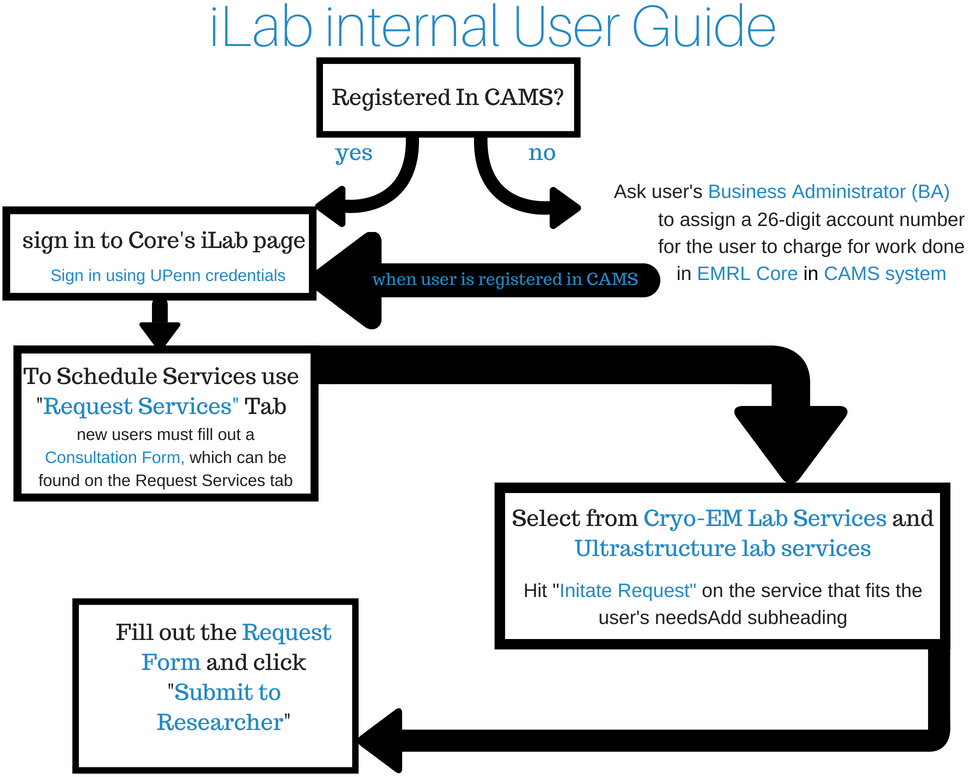 iLab internal User Guide
Registered In CAMS?
yes
no
Ask user's Business Administrator (BA)
to assign a 26-digit account number
for the user to charge for work done
in EMRL Core in CAMS system
sign in to Core's iLab page
Sign in using UPenn credentials
when user is registered in CAMS
To Schedule Services use
"Request Services" Tab
new users must fill out a
Consultation Form, which can be
found on the Request Services tab
Select from Cryo-EM Lab Services and
Ultrastructure lab services
Hit "Initate Request" on the service that fits the
user's needsAdd subheading
Fill out the Request
Form and click
"Submit to
Researcher"